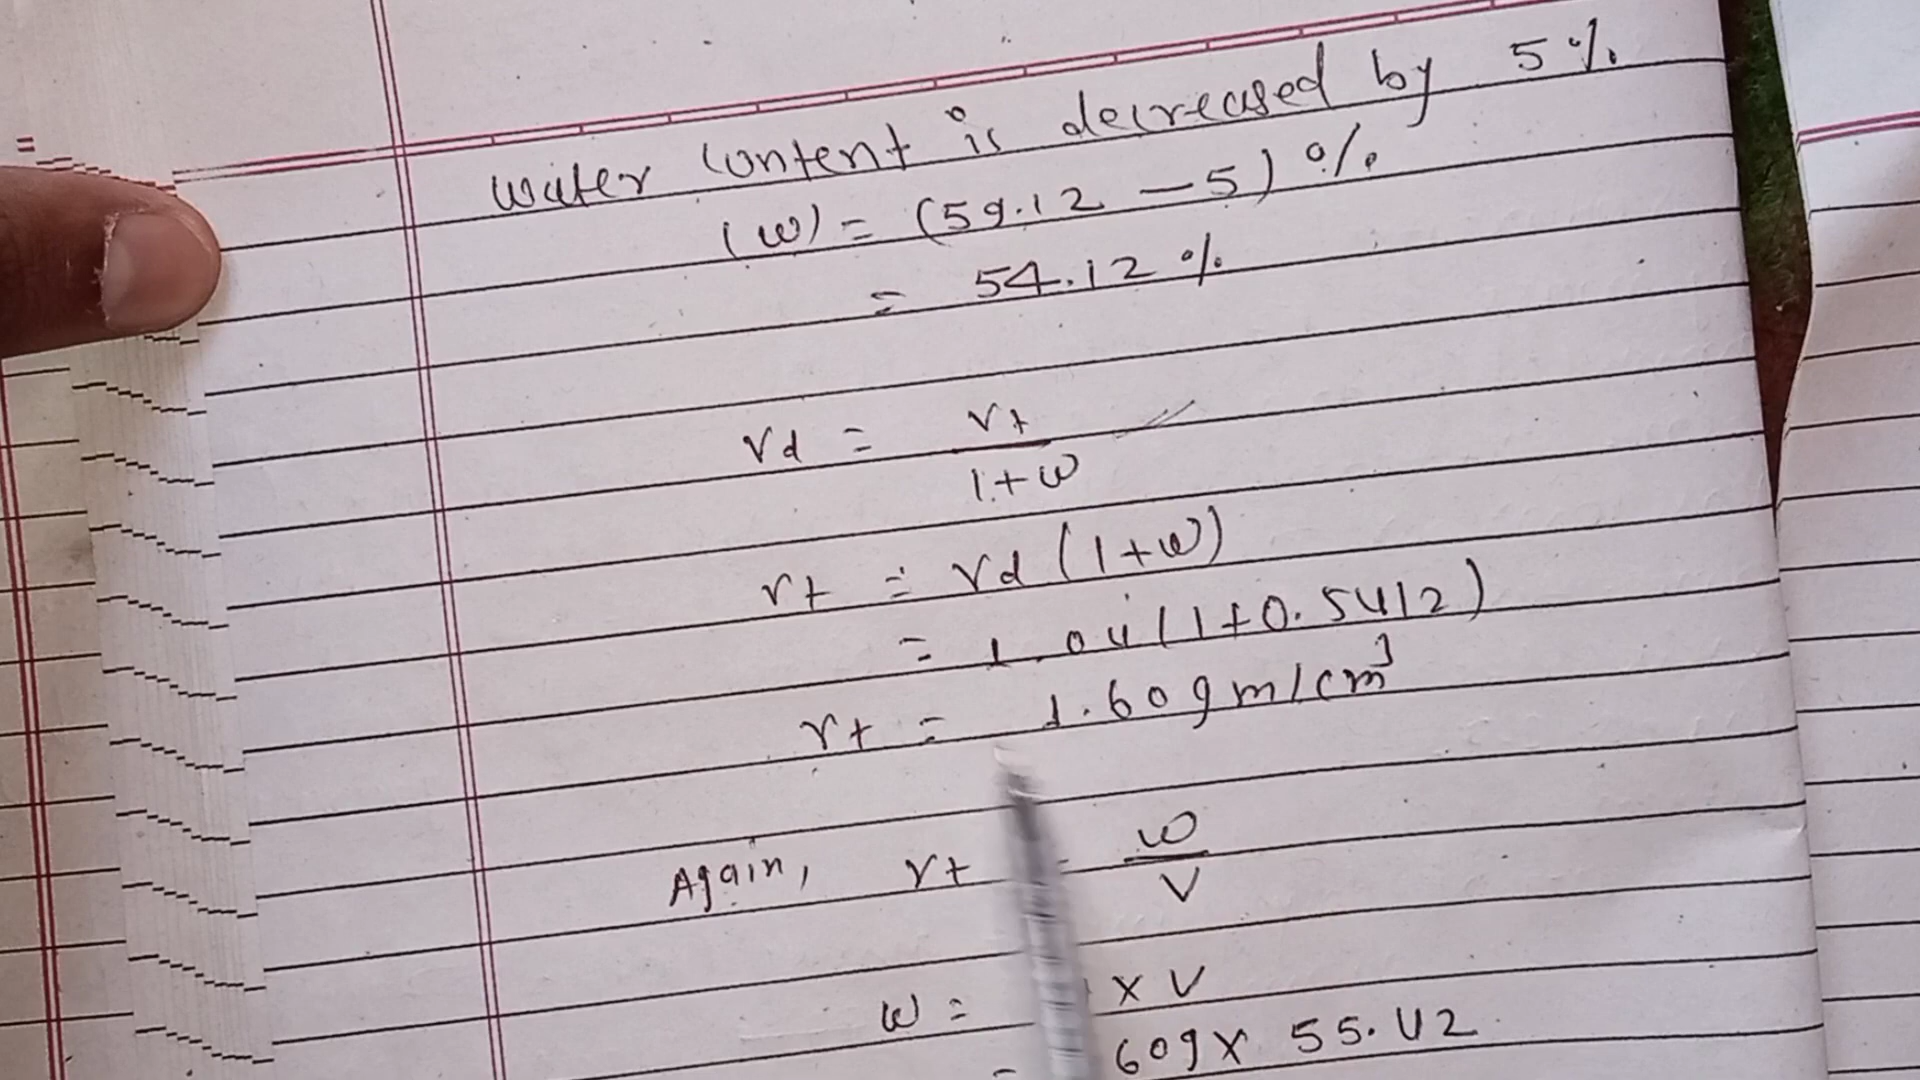 Water content is decreased by 5%
(w) = (59.12 - 5) %
= 54.12 %
γd = γt / 1+w
γt = γd (1+w)
= 1.04 (1+0.5412)
γt = 1.60 gm/cm³
Again, γt = w / V
w = × V
= 609 × 55.42